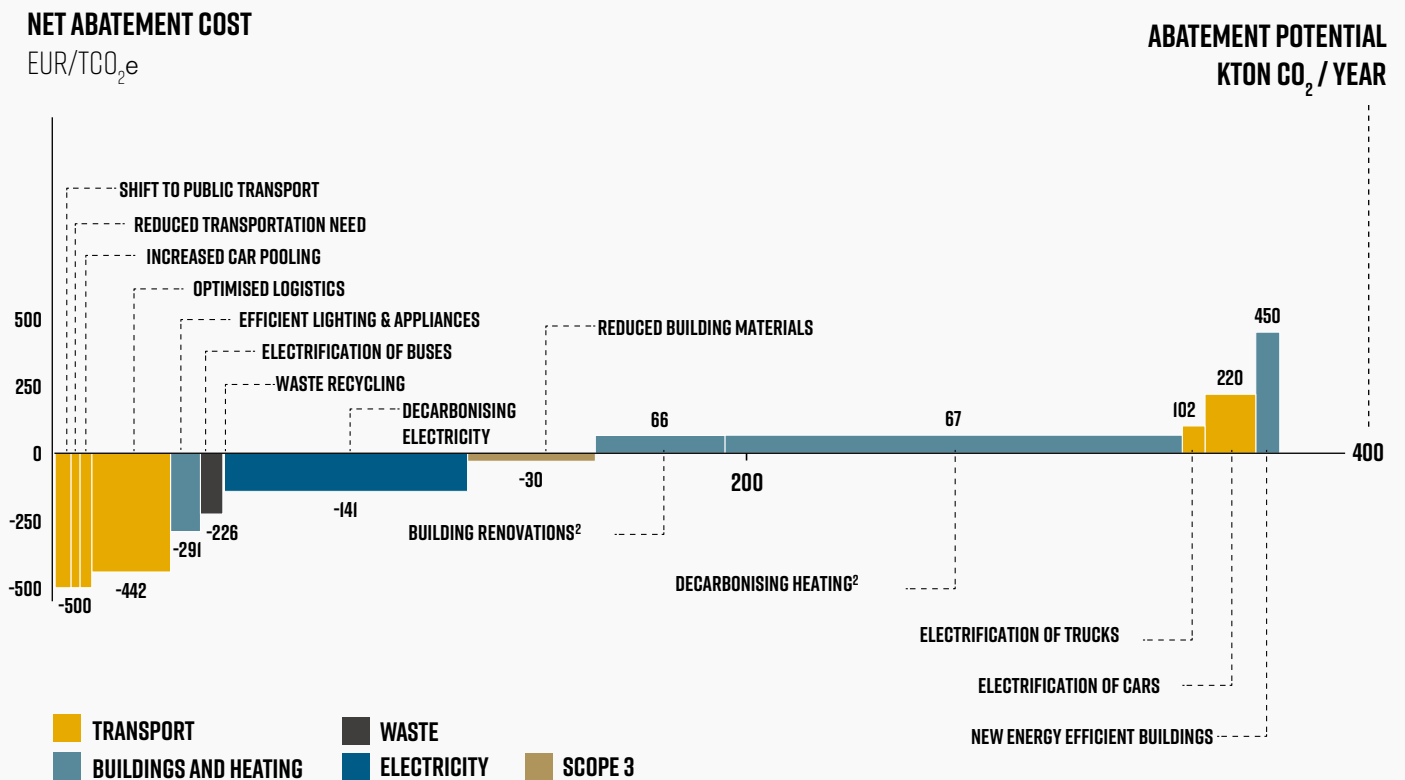 NET ABATEMENT COST
EUR/TCO₂e
ABATEMENT POTENTIAL
KTON CO₂ / YEAR
SHIFT TO PUBLIC TRANSPORT
REDUCED TRANSPORTATION NEED
INCREASED CAR POOLING
OPTIMISED LOGISTICS
EFFICIENT LIGHTING & APPLIANCES
ELECTRIFICATION OF BUSES
WASTE RECYCLING
DECARBONISING
ELECTRICITY
REDUCED BUILDING MATERIALS
500
250
0
-250
-500
-500
-442
-291
-226
-141
-30
66
67
102
220
450
200
400
BUILDING RENOVATIONS²
DECARBONISING HEATING²
ELECTRIFICATION OF TRUCKS
ELECTRIFICATION OF CARS
NEW ENERGY EFFICIENT BUILDINGS
TRANSPORT
WASTE
BUILDINGS AND HEATING
ELECTRICITY
SCOPE 3